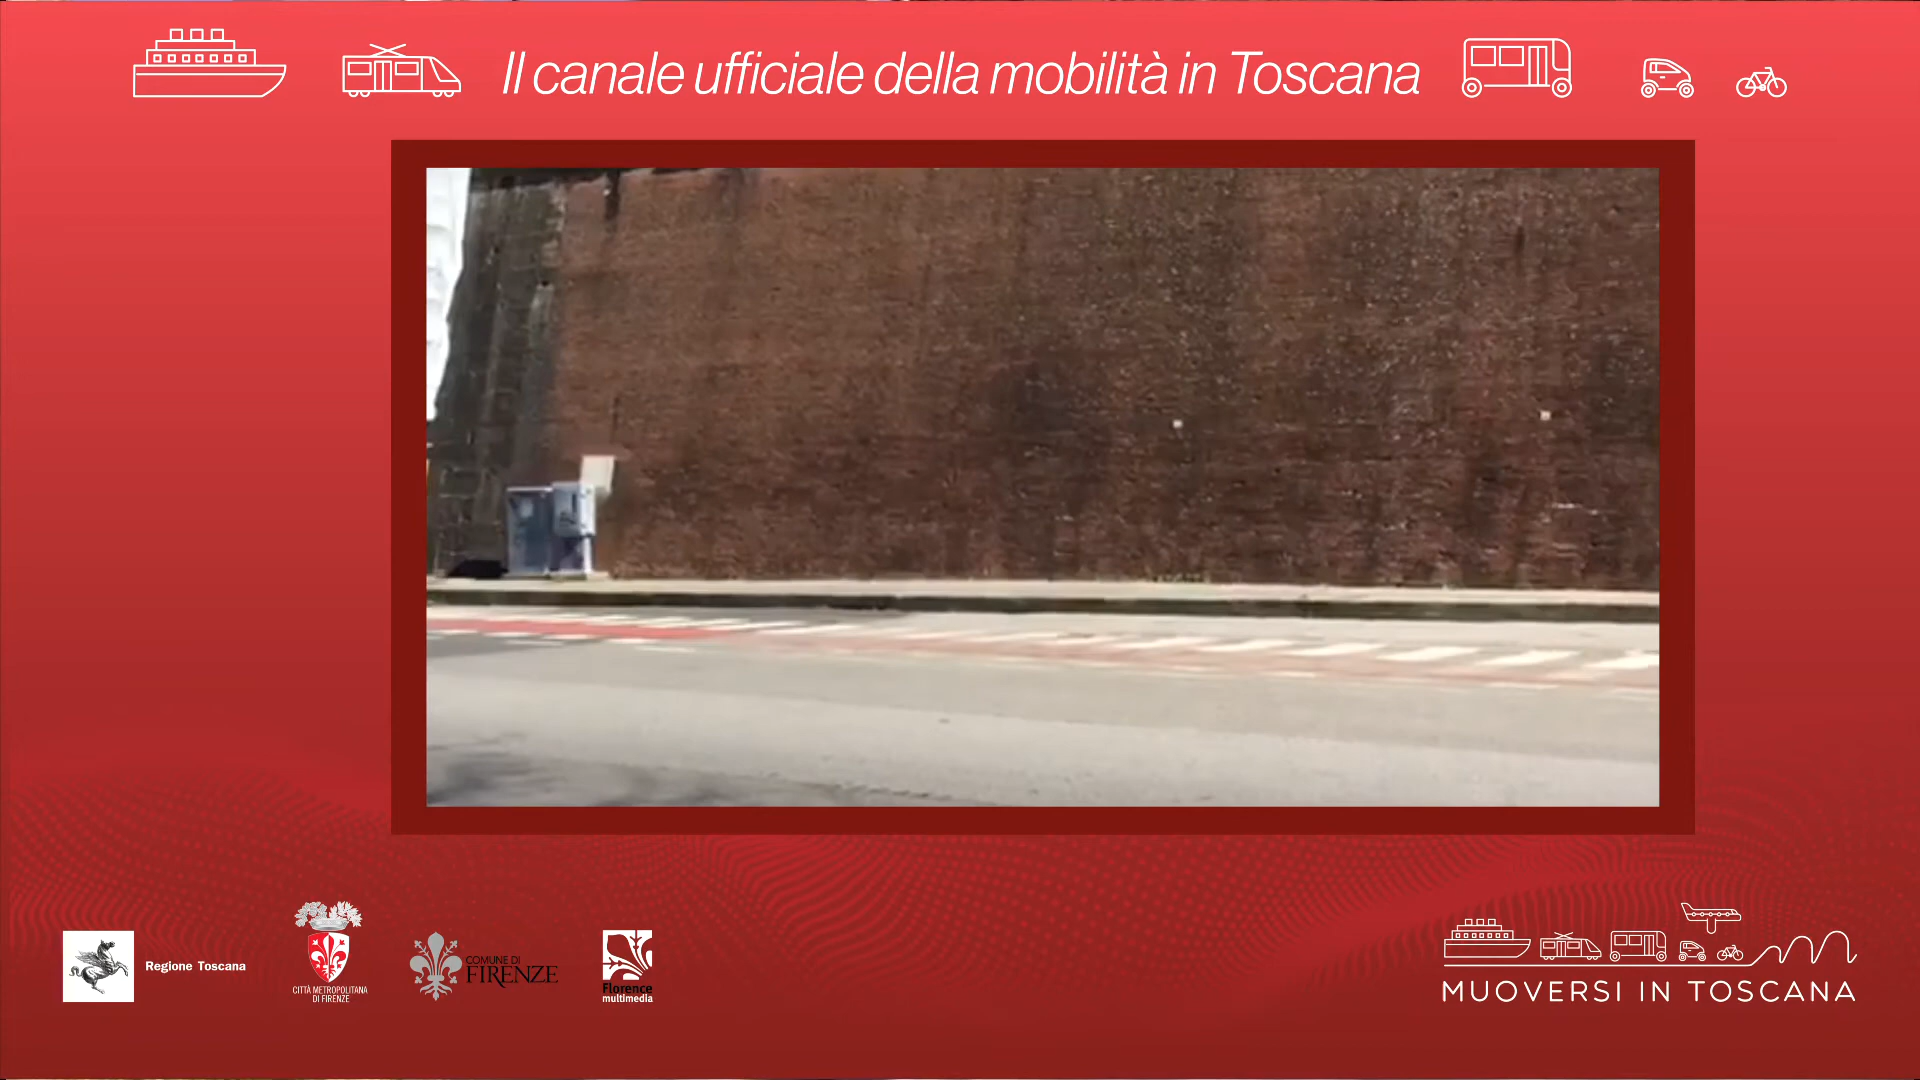 Il canale ufficiale della mobilità in Toscana
Regione Toscana
CITTÀ METROPOLITANA
DI FIRENZE
COMUNE DI
FIRENZE
Florence
multimedia
MUOVERSI IN TOSCANA